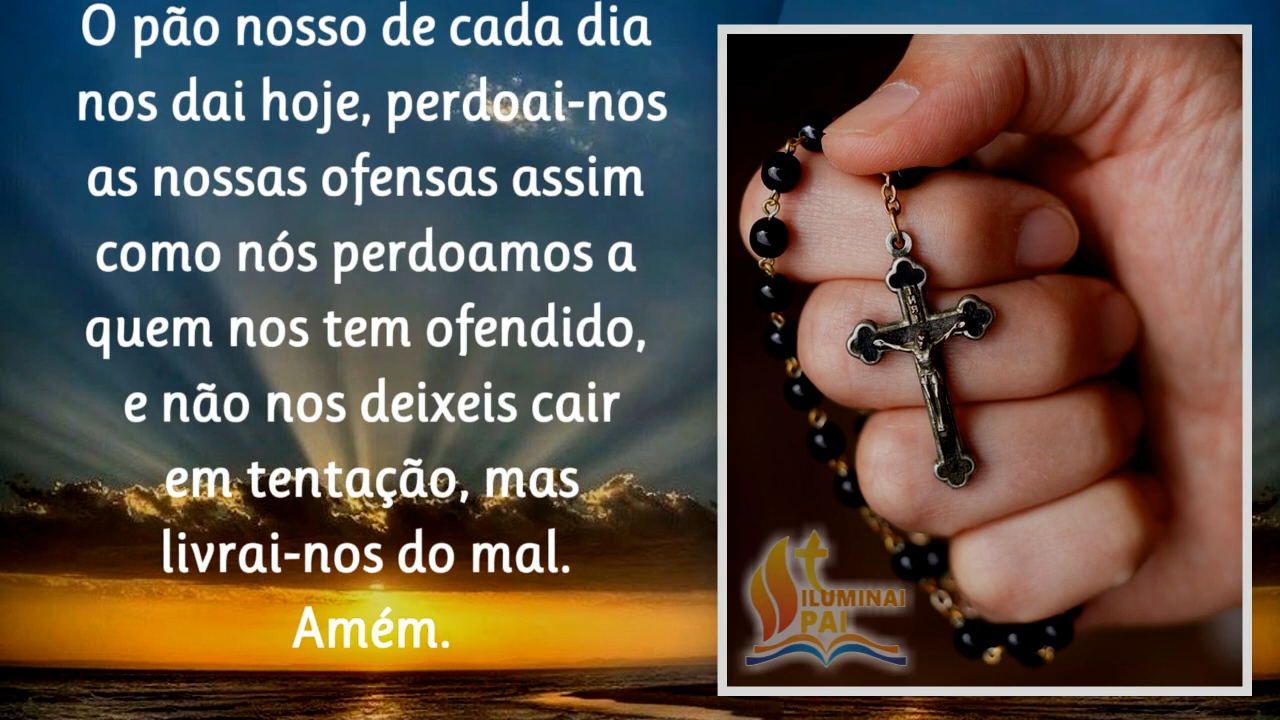 O pão nosso de cada dia
nos dai hoje, perdoai-nos
as nossas ofensas assim
como nós perdoamos a
quem nos tem ofendido,
e não nos deixeis cair
em tentação, mas
livrai-nos do mal.
Amém.
ILUMINAI
PAI